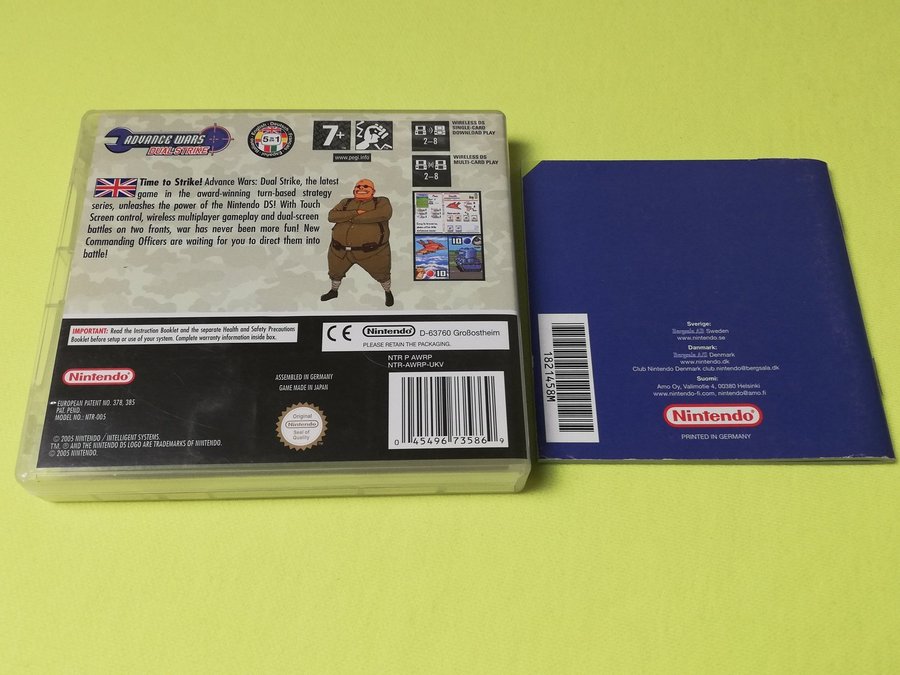 ADVANCE WARS
DUAL STRIKE
English · Deutsch
Español
5in1
7+
www.pegi.info
WIRELESS DS
SINGLE-CARD
DOWNLOAD PLAY
2–8
WIRELESS DS
MULTI-CARD PLAY
2–8
Time to Strike! Advance Wars: Dual Strike, the latest
game in the award-winning turn-based strategy
series, unleashes the power of the Nintendo DS! With Touch
Screen control, wireless multiplayer gameplay and dual-screen
battles on two fronts, war has never been more fun! New
Commanding Officers are waiting for you to direct them into
battle!
10
10
IMPORTANT: Read the Instruction Booklet and the separate Health and Safety Precautions
Booklet before setup or use of your system. Complete warranty information inside box.
CE Nintendo D-63760 Großostheim
PLEASE RETAIN THE PACKAGING.
NTR P AWRP
NTR-AWRP-UKV
Nintendo
ASSEMBLED IN GERMANY
GAME MADE IN JAPAN
EUROPEAN PATENT NO. 378, 385
PAT. PEND.
MODEL NO.: NTR-005
Original
Nintendo
Seal of
Quality
© 2005 NINTENDO / INTELLIGENT SYSTEMS.
TM, ® AND THE NINTENDO DS LOGO ARE TRADEMARKS OF NINTENDO.
© 2005 NINTENDO.
0 45496 73586 9
1821458M
Sverige:
Bergsala AB Sweden
www.nintendo.se
Danmark:
Bergsala A/S Denmark
www.nintendo.dk
Club Nintendo Denmark club.nintendo@bergsala.dk
Suomi:
Amo Oy, Valimotie 4, 00380 Helsinki
www.nintendo-fi.com, nintendo@amo.fi
Nintendo
PRINTED IN GERMANY